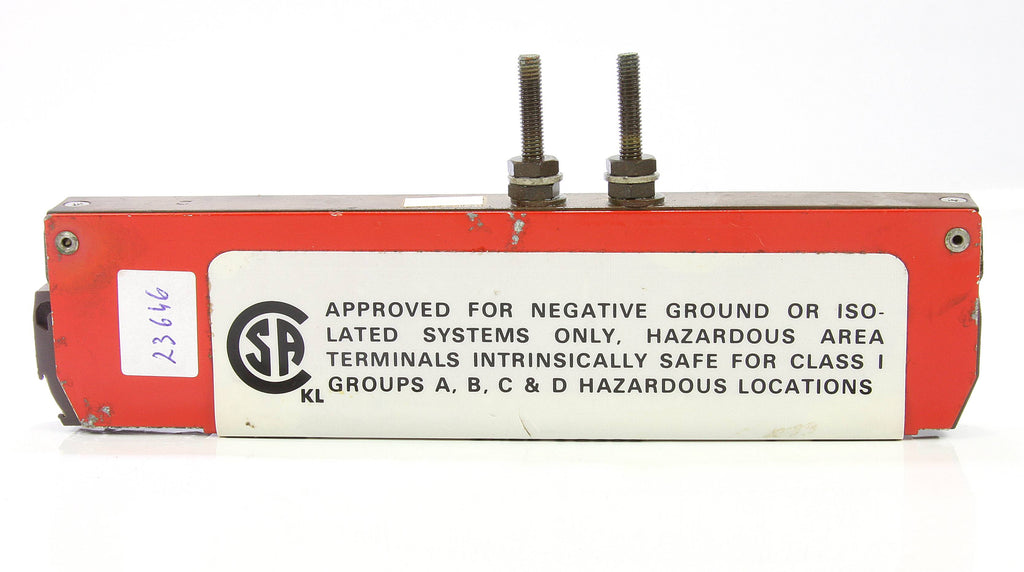 23646
CSA
KL
APPROVED FOR NEGATIVE GROUND OR ISO-
LATED SYSTEMS ONLY, HAZARDOUS AREA
TERMINALS INTRINSICALLY SAFE FOR CLASS I
GROUPS A, B, C & D HAZARDOUS LOCATIONS